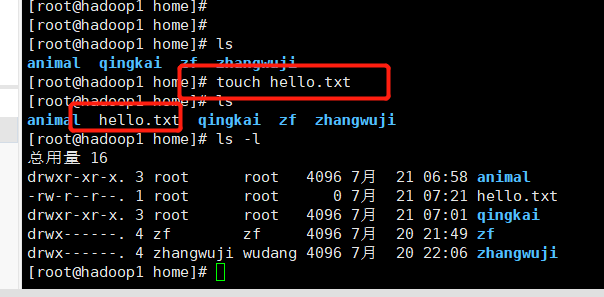 [root@hadoop1 home]#
[root@hadoop1 home]#
[root@hadoop1 home]# ls
animal  qingkai  zf  zhangwuji
[root@hadoop1 home]# touch hello.txt
[root@hadoop1 home]# ls
animal  hello.txt  qingkai  zf  zhangwuji
[root@hadoop1 home]# ls -l
总用量 16
drwxr-xr-x. 3 root      root   4096 7月  21 06:58 animal
-rw-r--r--. 1 root      root      0 7月  21 07:21 hello.txt
drwxr-xr-x. 3 root      root   4096 7月  21 07:01 qingkai
drwx------. 4 zf        zf     4096 7月  20 21:49 zf
drwx------. 4 zhangwuji wudang 4096 7月  20 22:06 zhangwuji
[root@hadoop1 home]#